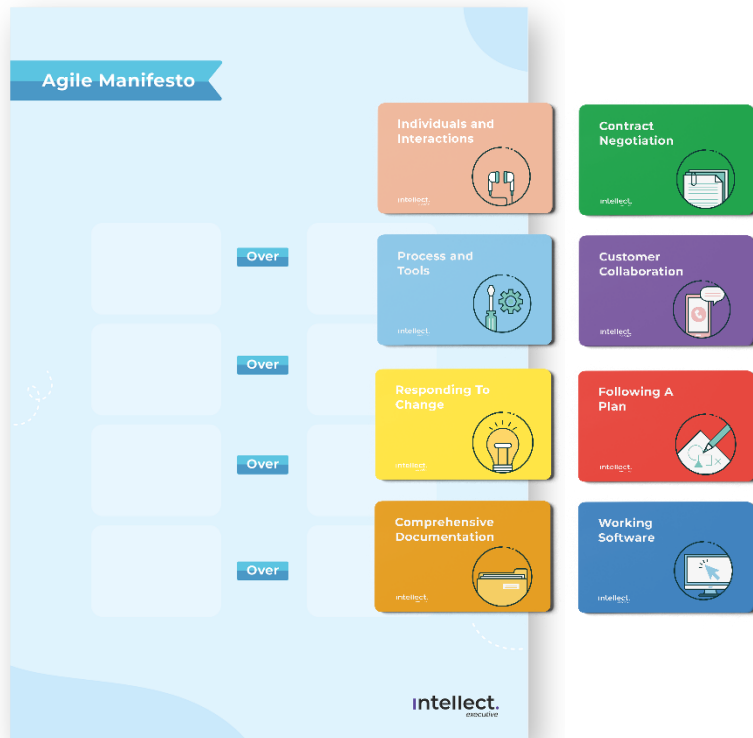 Agile Manifesto
Individuals and
Interactions
intellect.
Contract
Negotiation
intellect.
Over
Process and
Tools
intellect.
Customer
Collaboration
intellect.
Over
Responding To
Change
intellect.
Following A
Plan
intellect.
Over
Comprehensive
Documentation
intellect.
Working
Software
intellect.
Over
intellect.
executive